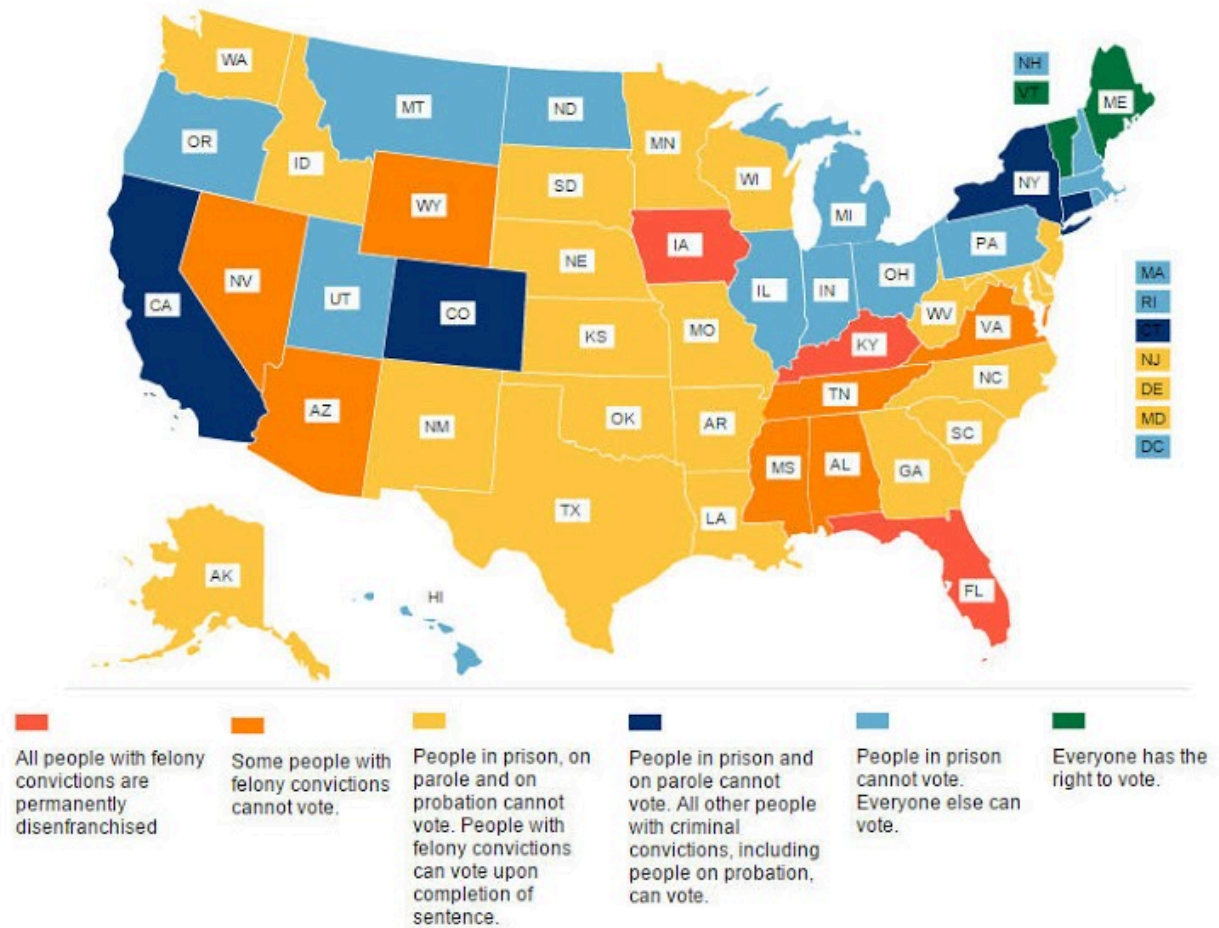 WA
MT
ND
MN
OR
ID
SD
WI
WY
MI
NH
VT
ME
NY
IA
NE
PA
NV
UT
CO
IL
IN
OH
CA
KS
MO
KY
WV
VA
MA
RI
CT
NJ
DE
MD
DC
AZ
NM
OK
AR
TN
NC
SC
MS
AL
GA
TX
LA
AK
HI
FL
All people with felony
convictions are
permanently
disenfranchised
Some people with
felony convictions
cannot vote.
People in prison, on
parole and on
probation cannot
vote. People with
felony convictions
can vote upon
completion of
sentence.
People in prison and
on parole cannot
vote. All other people
with criminal
convictions, including
people on probation,
can vote.
People in prison
cannot vote.
Everyone else can
vote.
Everyone has the
right to vote.